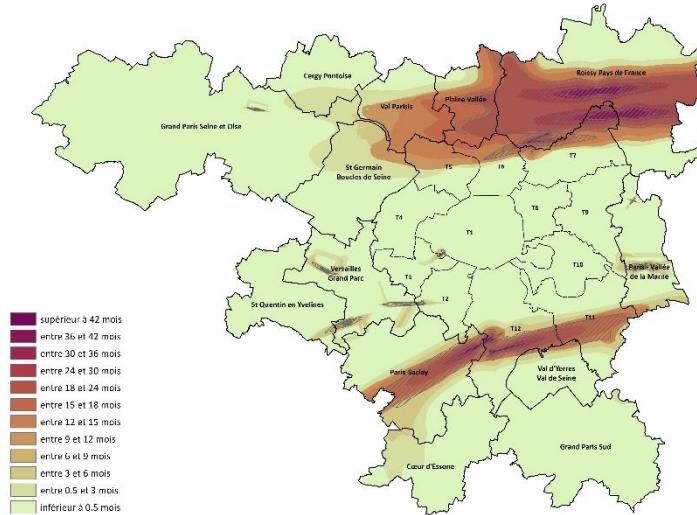 Cergy Pontoise
Roissy Pays de France
Val Parisis
Plaine Vallée
Grand Paris Seine et Oise
St Germain
Boucles de Seine
T5
T6
T7
T4
T8
T9
T1
Versailles
Grand Parc
T3
T10
Paris - Vallée
de la Marne
St Quentin en Yvelines
T2
T11
T12
Paris Saclay
Val d'Yerres
Val de Seine
Grand Paris Sud
Cœur d'Essone
supérieur à 42 mois
entre 36 et 42 mois
entre 30 et 36 mois
entre 24 et 30 mois
entre 18 et 24 mois
entre 15 et 18 mois
entre 12 et 15 mois
entre 9 et 12 mois
entre 6 et 9 mois
entre 3 et 6 mois
entre 0.5 et 3 mois
inférieur à 0.5 mois